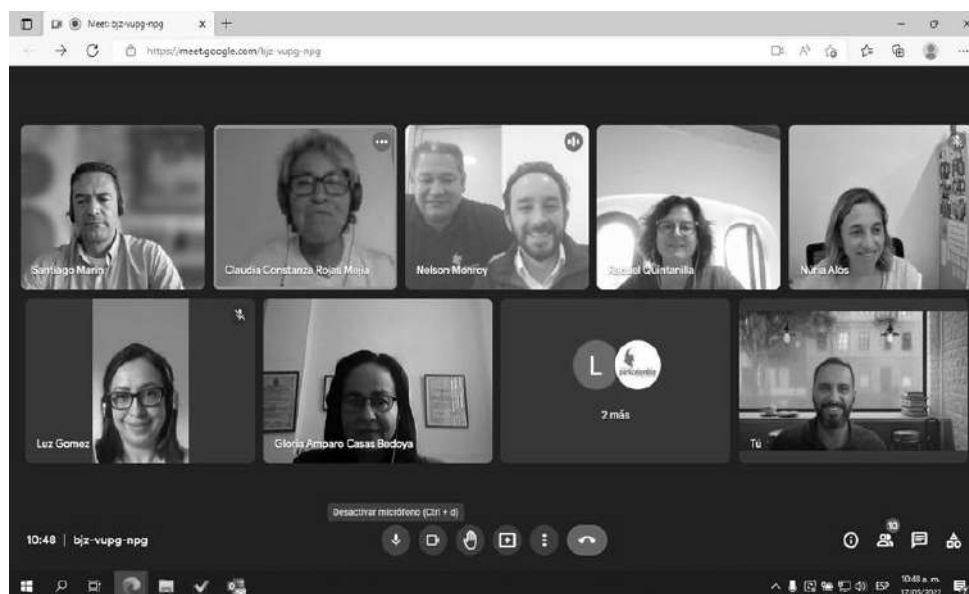 Meet: bjz-vupg-npg
https://meet.google.com/bjz-vupg-npg
Santiago Marin
Claudia Constanza Rojas Mejia
Nelson Monroy
Raquel Quintanilla
Nuria Alos
Luz Gomez
Gloria Amparo Casas Bedoya
L
2 más
Tú
Desactivar micrófono (Ctrl + d)
10:48 | bjz-vupg-npg
10
ESP
10:48 a. m.
17/05/2022